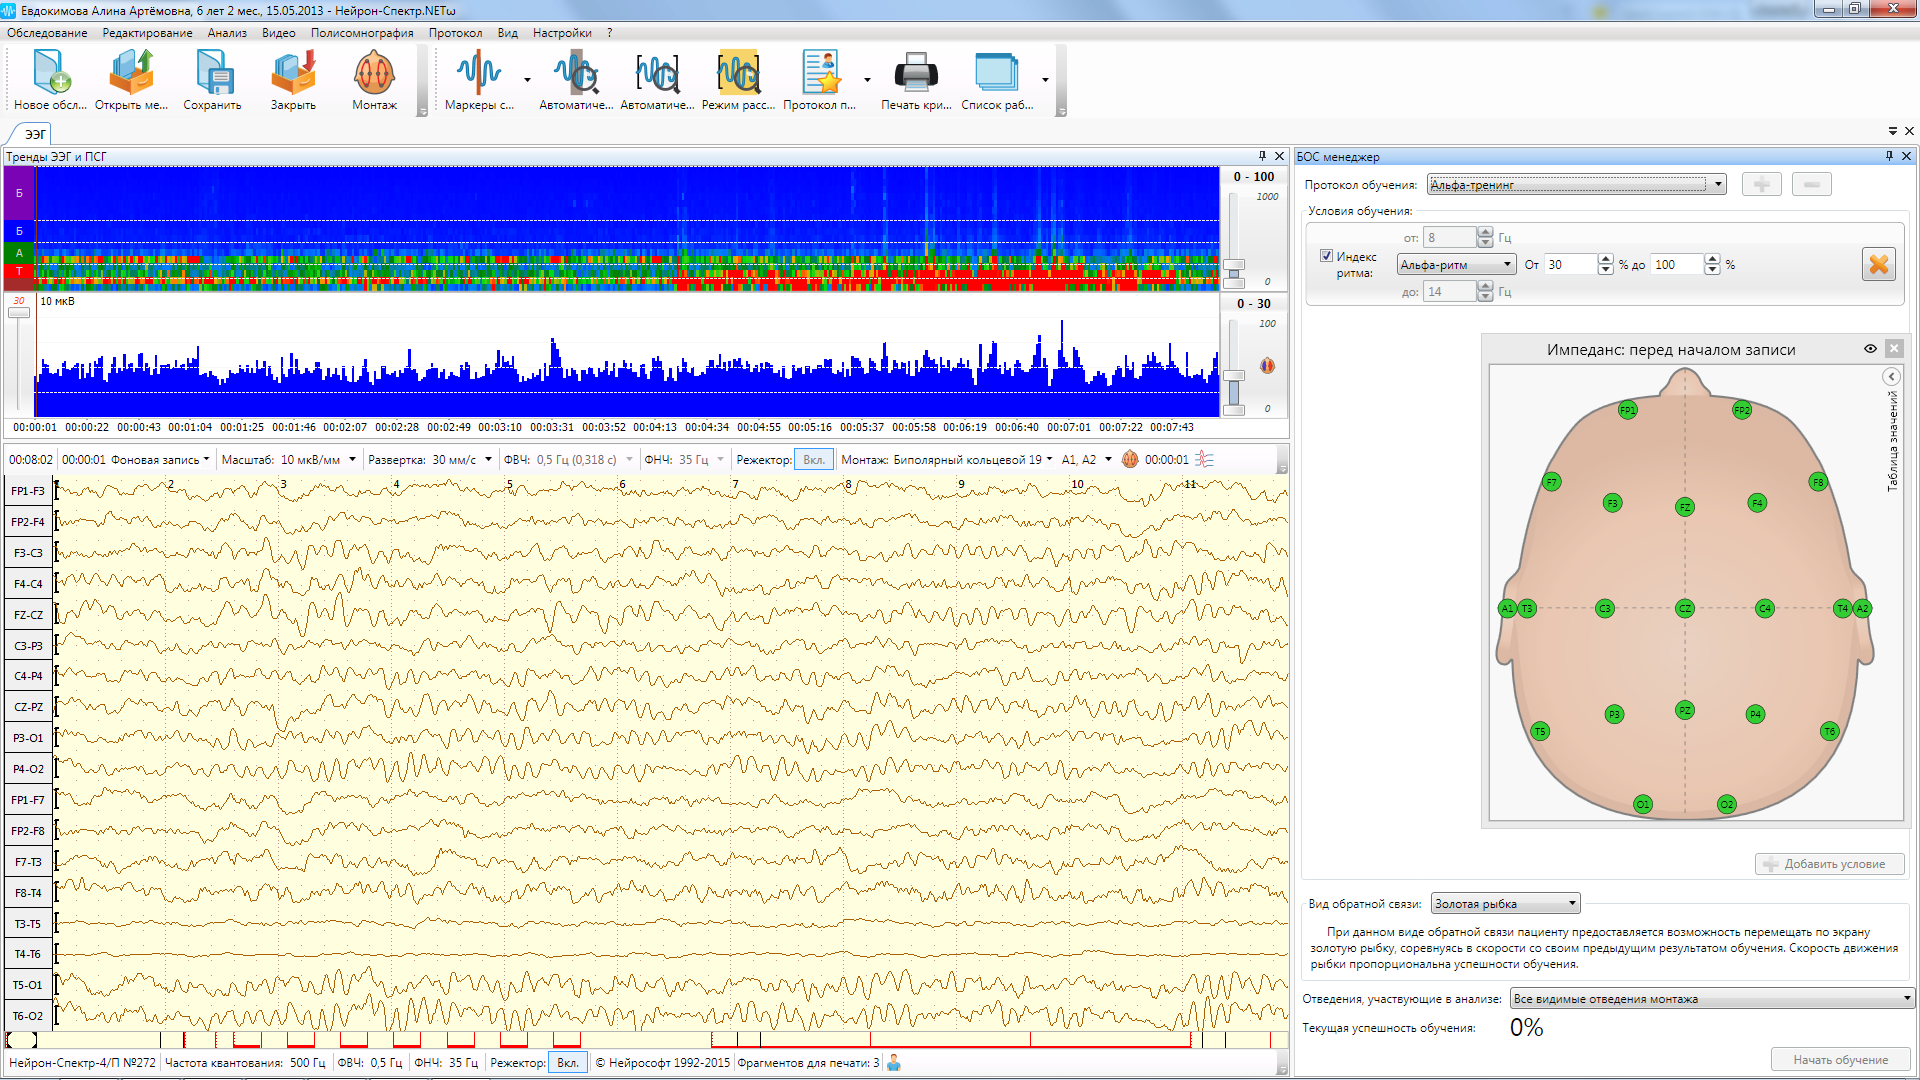 Евдокимова Алина Артёмовна, 6 лет 2 мес., 15.05.2013 - Нейрон-Спектр.NETω
Обследование Редактирование Анализ Видео Полисомнография Протокол Вид Настройки ?
Новое обсл... Открыть ме... Сохранить Закрыть Монтаж Маркеры с... Автоматиче... Автоматиче... Режим расс... Протокол п... Печать кри... Список раб...
ЭЭГ
Тренды ЭЭГ и ПСГ
Б
Б
А
Т
0 - 100
1000
0
30
10 мкВ
0 - 30
100
0
00:00:01 00:00:22 00:00:43 00:01:04 00:01:25 00:01:46 00:02:07 00:02:28 00:02:49 00:03:10 00:03:31 00:03:52 00:04:13 00:04:34 00:04:55 00:05:16 00:05:37 00:05:58 00:06:19 00:06:40 00:07:01 00:07:22 00:07:43
00:08:02 00:00:01 Фоновая запись Масштаб: 10 мкВ/мм Развертка: 30 мм/с ФВЧ: 0,5 Гц (0,318 с) ФНЧ: 35 Гц Режектор: Вкл. Монтаж: Биполярный кольцевой 19 A1, A2 00:00:01
2 3 4 5 6 7 8 9 10 11
FP1-F3
FP2-F4
F3-C3
F4-C4
FZ-CZ
C3-P3
C4-P4
CZ-PZ
P3-O1
P4-O2
FP1-F7
FP2-F8
F7-T3
F8-T4
T3-T5
T4-T6
T5-O1
T6-O2
Нейрон-Спектр-4/П №272 Частота квантования: 500 Гц ФВЧ: 0,5 Гц ФНЧ: 35 Гц Режектор: Вкл. © Нейрософт 1992-2015 Фрагментов для печати: 3
БОС менеджер
Протокол обучения: Альфа-тренинг
Условия обучения:
от: 8 Гц
Индекс ритма: Альфа-ритм От 30 % до 100 %
до: 14 Гц
Импеданс: перед началом записи
Таблица значений
FP1 FP2
F7 F8
F3 FZ F4
A1 T3 C3 CZ C4 T4 A2
P3 PZ P4
T5 T6
O1 O2
Добавить условие
Вид обратной связи: Золотая рыбка
При данном виде обратной связи пациенту предоставляется возможность перемещать по экрану
золотую рыбку, соревнуясь в скорости со своим предыдущим результатом обучения. Скорость движения
рыбки пропорциональна успешности обучения.
Отведения, участвующие в анализе: Все видимые отведения монтажа
Текущая успешность обучения: 0%
Начать обучение